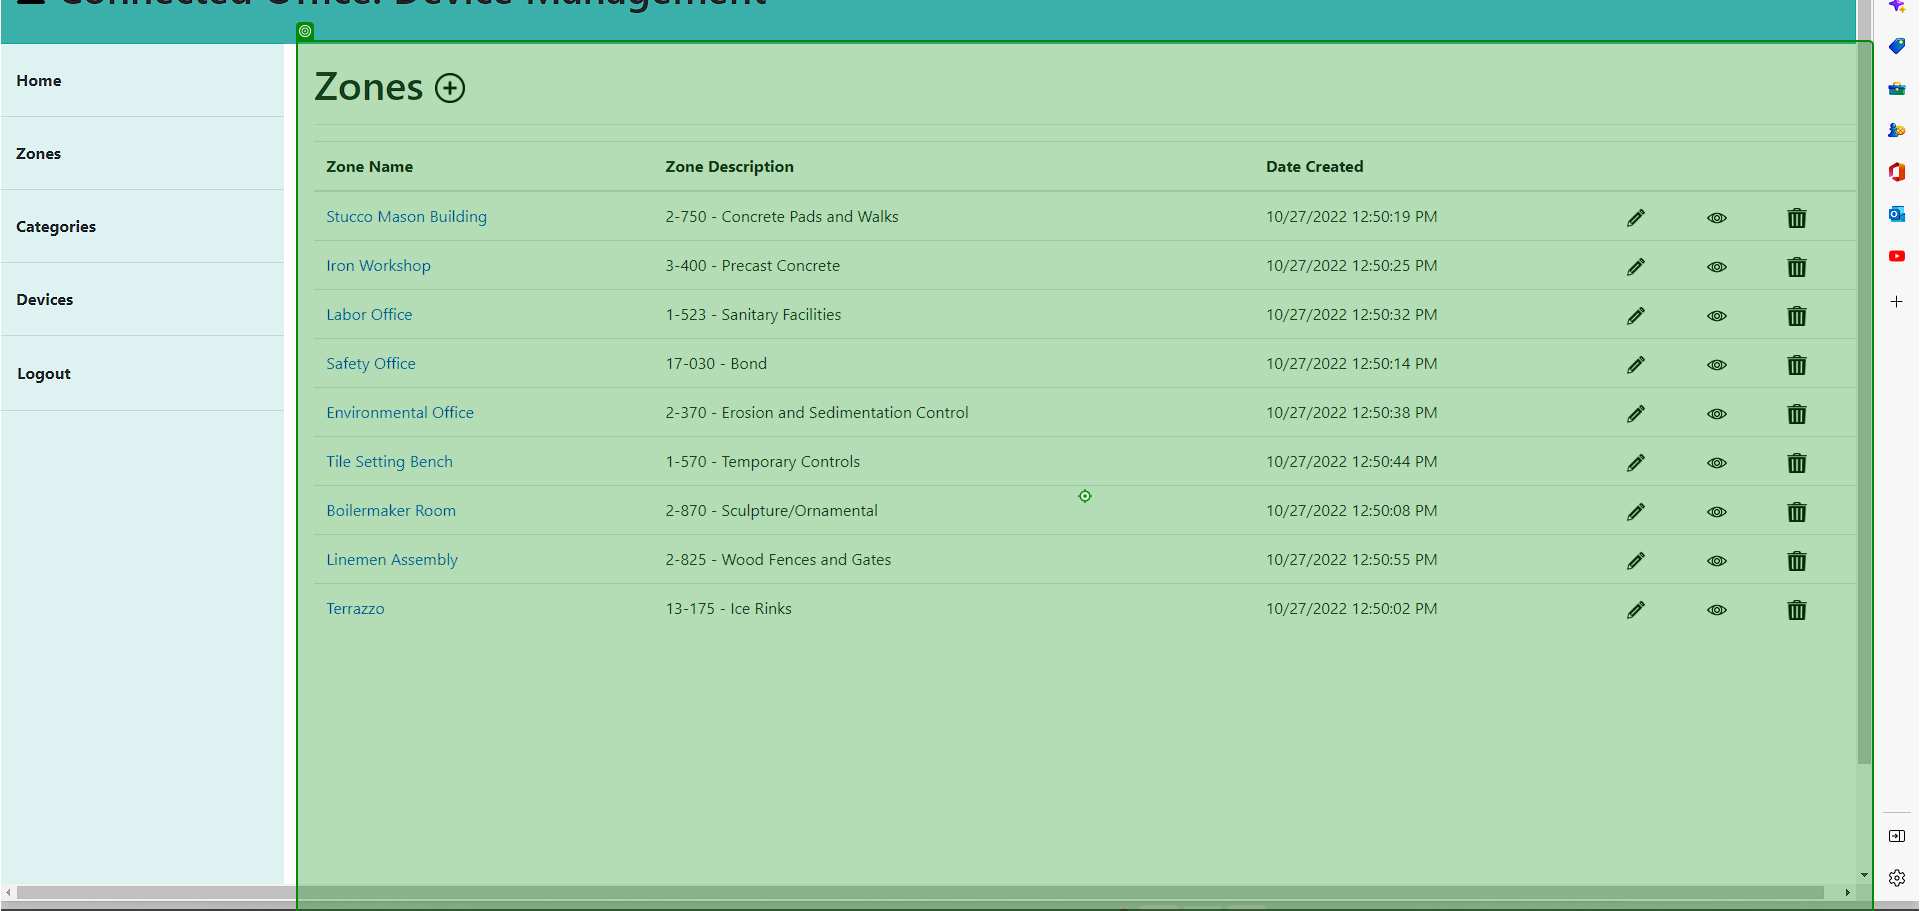 Connected Office: Device Management
Home
Zones
Categories
Devices
Logout
Zones
Zone Name Zone Description Date Created
Stucco Mason Building 2-750 - Concrete Pads and Walks 10/27/2022 12:50:19 PM
Iron Workshop 3-400 - Precast Concrete 10/27/2022 12:50:25 PM
Labor Office 1-523 - Sanitary Facilities 10/27/2022 12:50:32 PM
Safety Office 17-030 - Bond 10/27/2022 12:50:14 PM
Environmental Office 2-370 - Erosion and Sedimentation Control 10/27/2022 12:50:38 PM
Tile Setting Bench 1-570 - Temporary Controls 10/27/2022 12:50:44 PM
Boilermaker Room 2-870 - Sculpture/Ornamental 10/27/2022 12:50:08 PM
Linemen Assembly 2-825 - Wood Fences and Gates 10/27/2022 12:50:55 PM
Terrazzo 13-175 - Ice Rinks 10/27/2022 12:50:02 PM